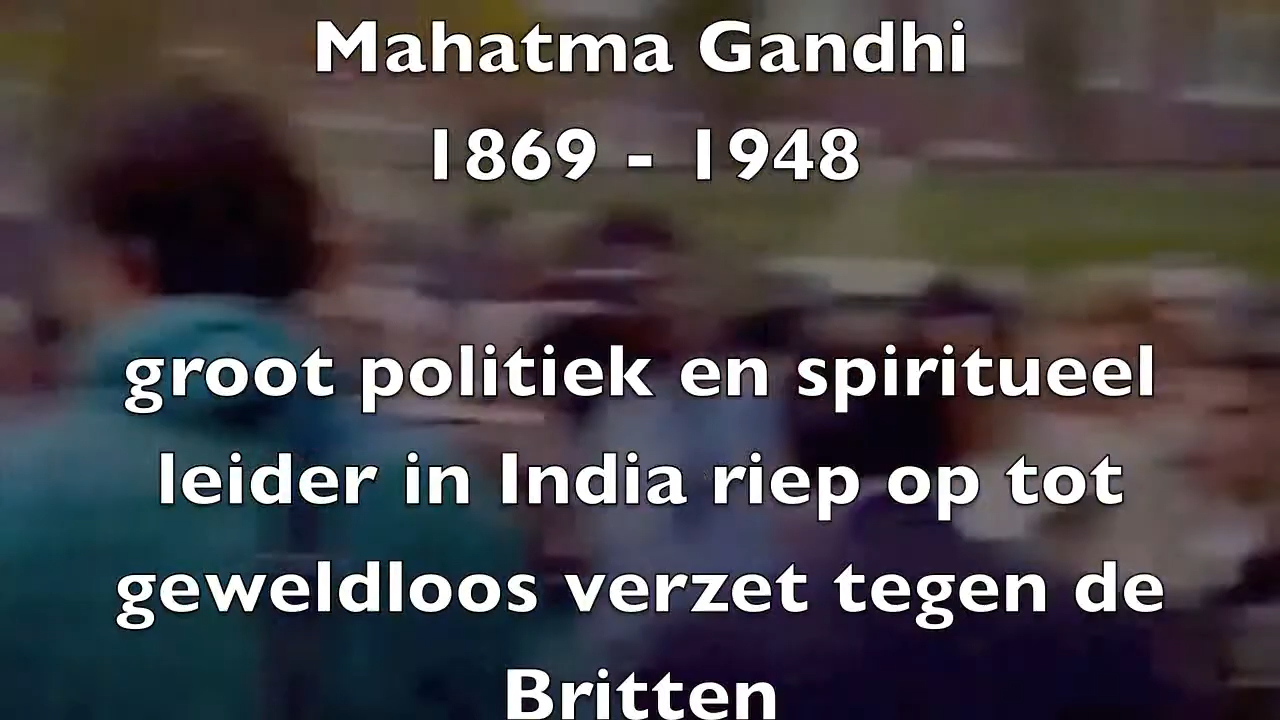 Mahatma Gandhi
1869 - 1948
groot politiek en spiritueel
leider in India riep op tot
geweldloos verzet tegen de
Britten